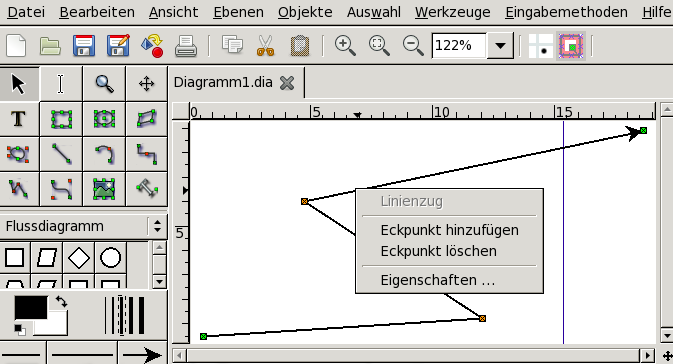 Datei Bearbeiten Ansicht Ebenen Objekte Auswahl Werkzeuge Eingabemethoden Hilfe
122%
Diagramm1.dia
T
0. 5 10 15
Linienzug
Eckpunkt hinzufügen
Eckpunkt löschen
Eigenschaften ...
Flussdiagramm
5